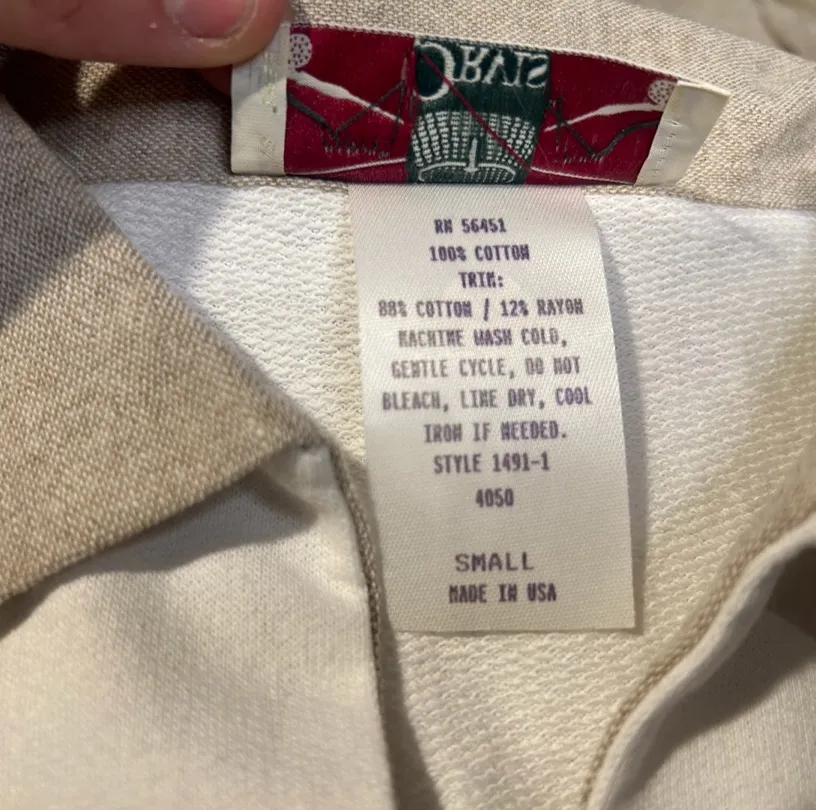 ORVIS
RN 56451
100% COTTON
TRIM:
88% COTTON / 12% RAYON
MACHINE WASH COLD,
GENTLE CYCLE, DO NOT
BLEACH, LINE DRY, COOL
IRON IF NEEDED.
STYLE 1491-1
4050
SMALL
MADE IN USA